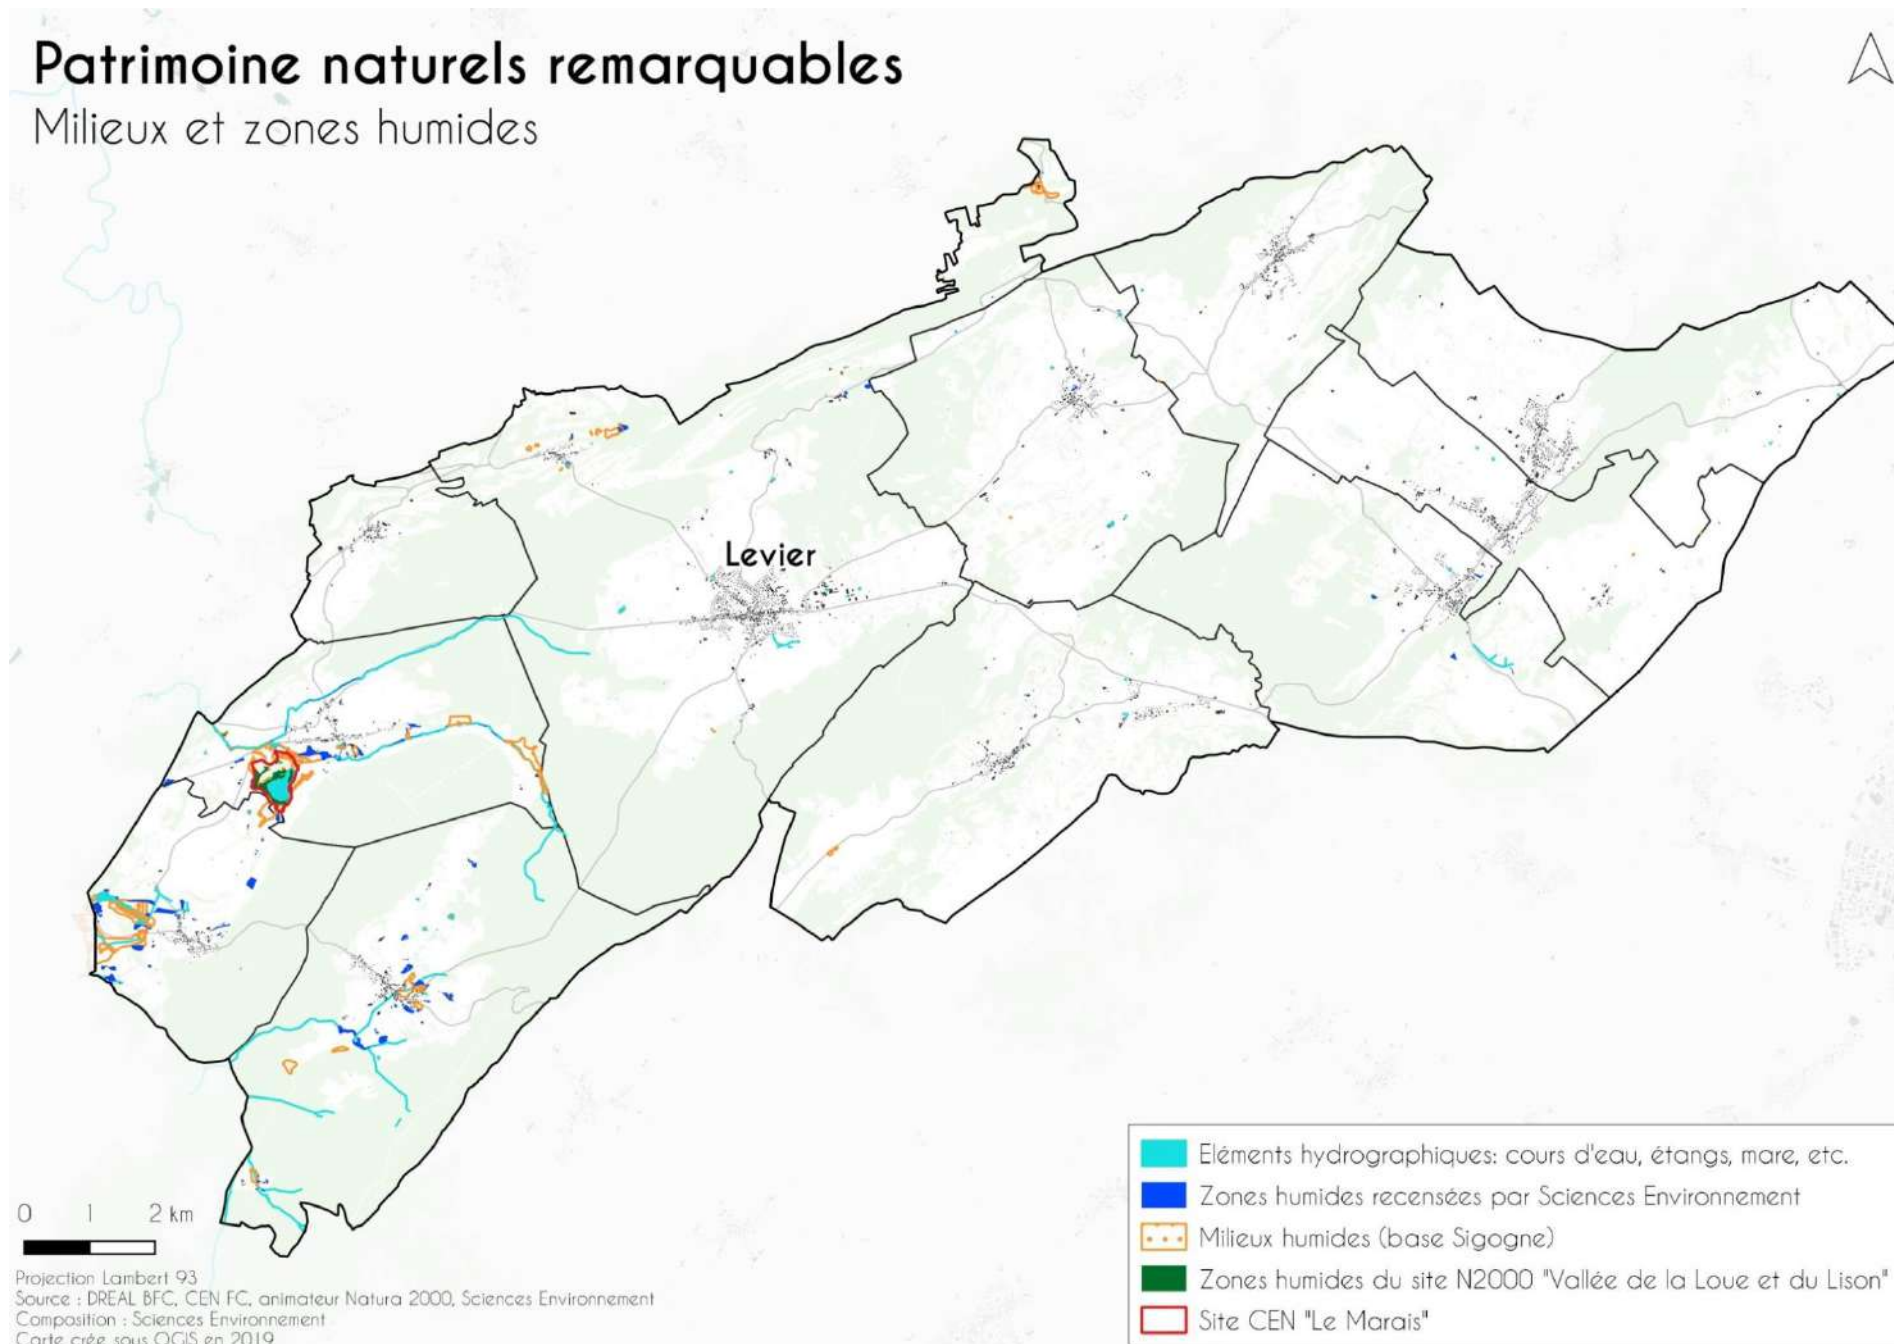 Patrimoine naturels remarquables
Milieux et zones humides
Levier
0 1 2 km
Projection Lambert 93
Source : DREAL BFC, CEN FC, animateur Natura 2000, Sciences Environnement
Composition : Sciences Environnement
Carte crée sous QGIS en 2019
Eléments hydrographiques: cours d'eau, étangs, mare, etc.
Zones humides recensées par Sciences Environnement
Milieux humides (base Sigogne)
Zones humides du site N2000 "Vallée de la Loue et du Lison"
Site CEN "Le Marais"